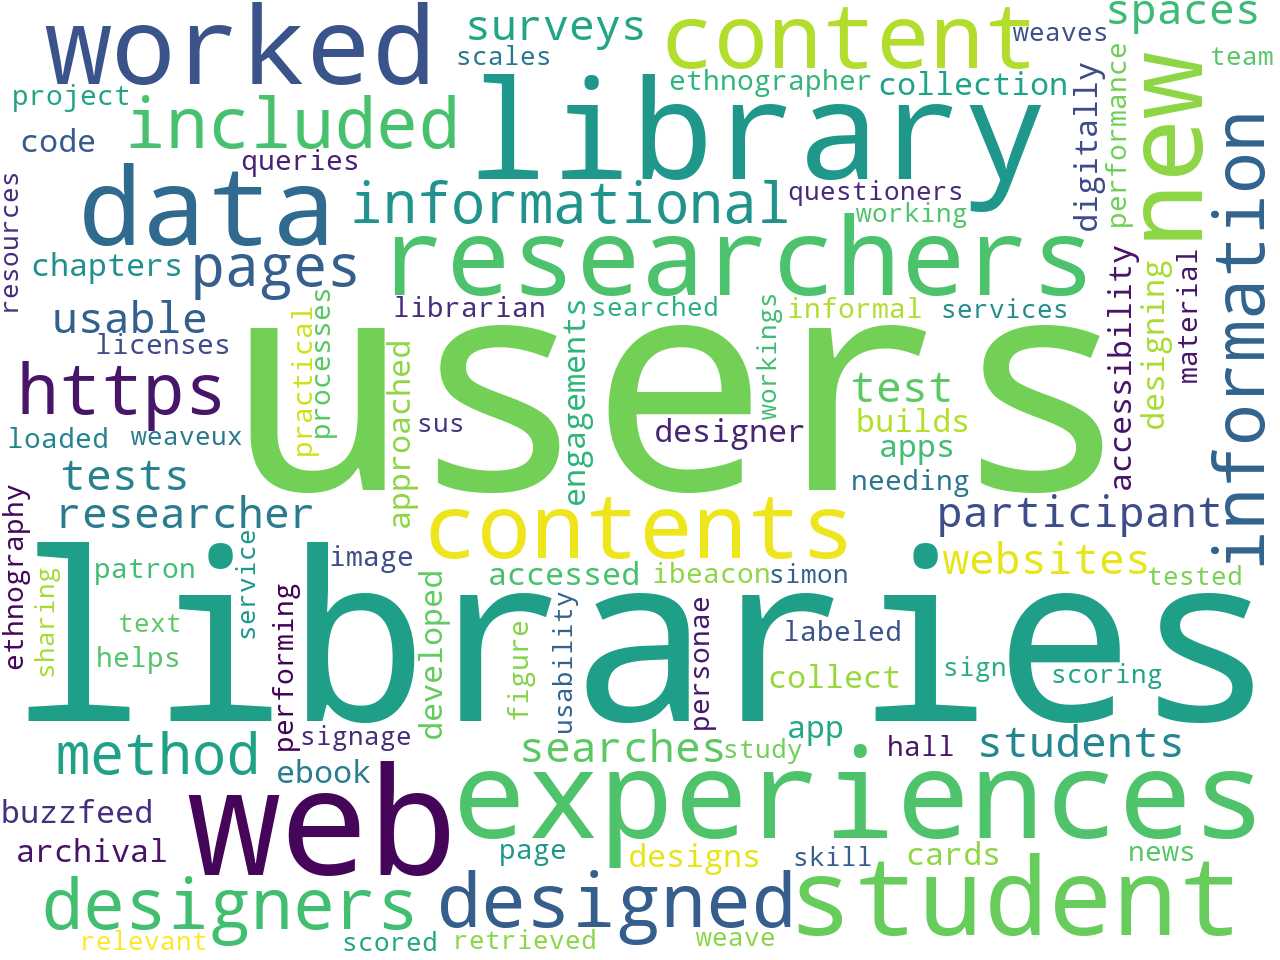 worked
surveys
content
weaves
spaces
scales
team
project
ethnographer
collection
library
included
code
queries
data
informational
questioners
working
digitally
performance
new
information
resources
chapters
pages
researchers
usable
librarian
searched
informal
services
licenses
https
practical
processes
approached
engagements
workings
users
accessibility
designing
material
loaded
weaveux
sus
designer
test
builds
apps
needing
tests
researcher
contents
participant
ethnography
sharing
patron
service
image
accessed
ibeacon
simon
websites
tested
libraries
text
helps
performing
developed
figure
usability
personae
labeled
collect
sign
scoring
method
signage
searches
study
app
hall
students
ebook
web
experiences
buzzfeed
archival
page
designs
skill
cards
news
designers
designed
student
relevant
scored
retrieved
weave